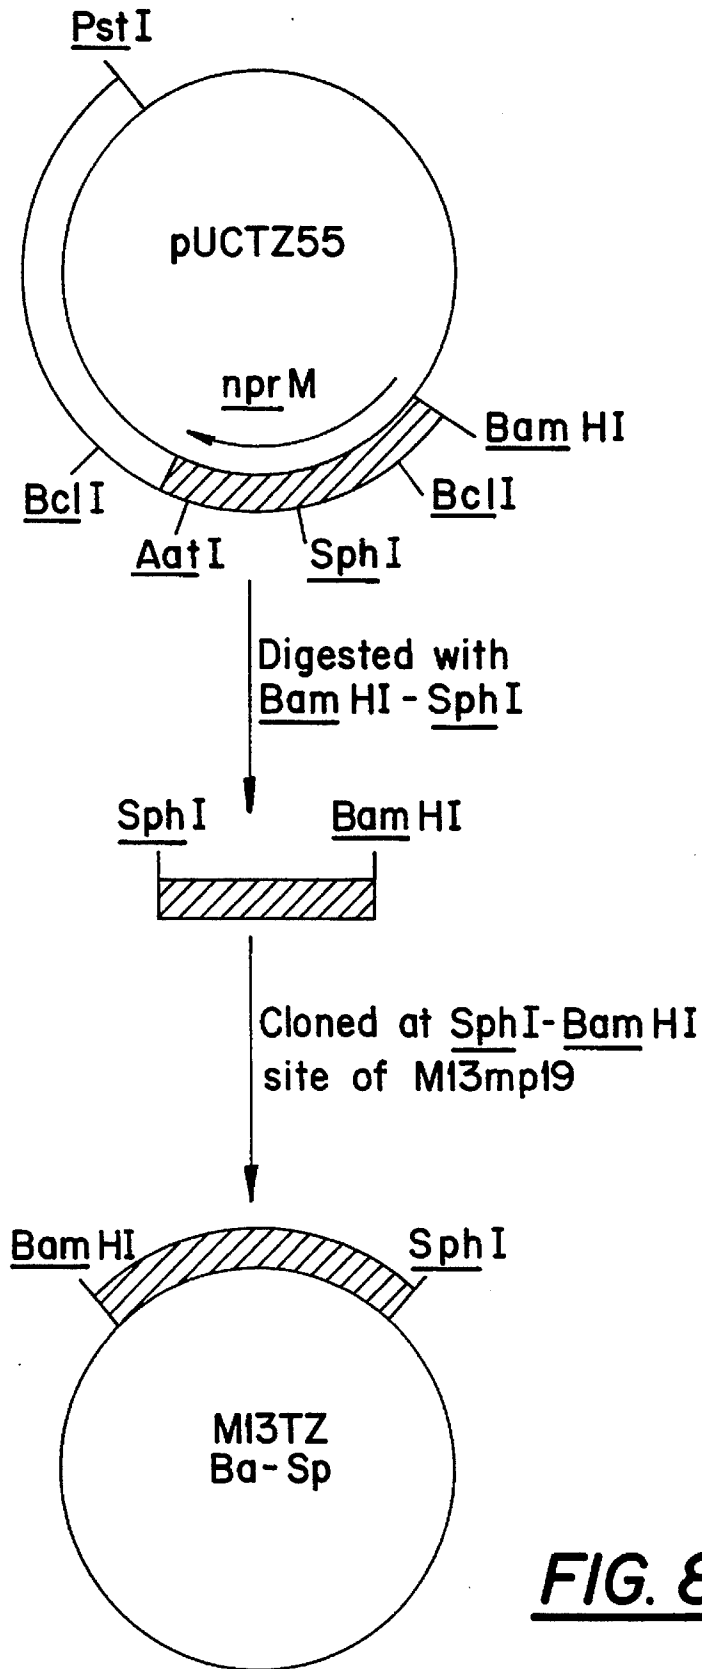 PstI
pUCTZ55
nprM
BamHI
BclI
BclI
AatI
SphI
Digested with
BamHI-SphI
SphI
BamHI
Cloned at SphI-BamHI
site of M13mp19
BamHI
SphI
M13TZ
Ba-Sp
FIG. 8